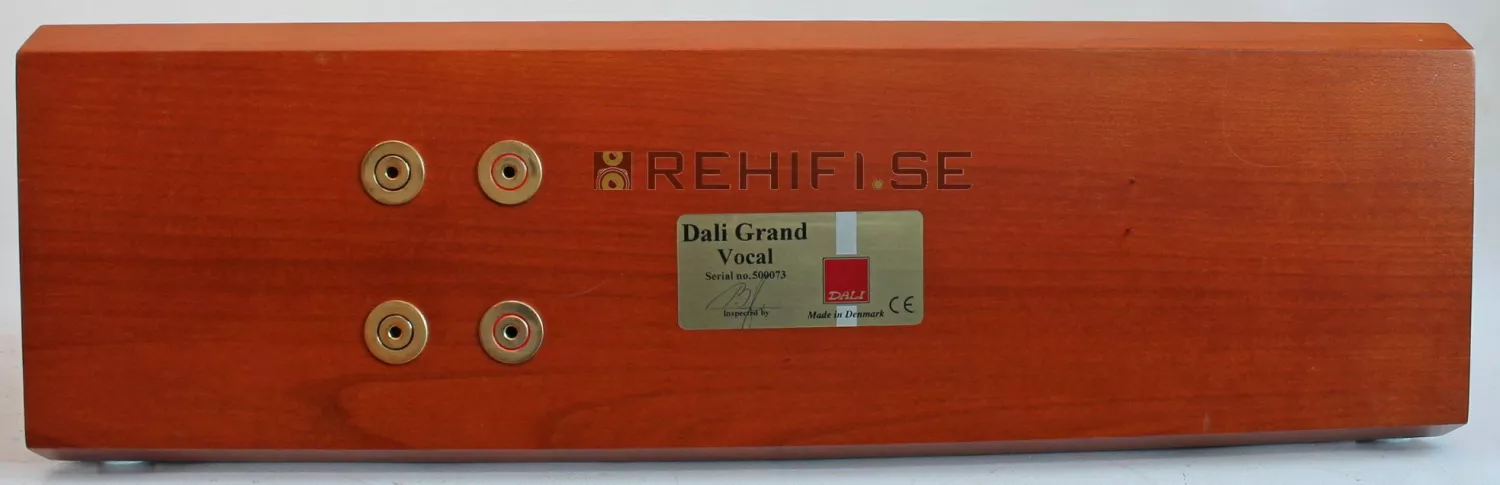 REHIFI.SE
Dali Grand
Vocal
Serial no. 500073
Inspected by
DALI
Made in Denmark
CE